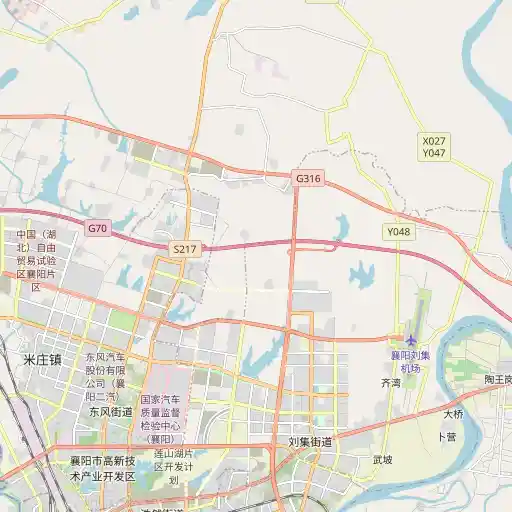 X027
Y047
G316
G70
Y048
S217
中国（湖
北）自由
贸易试验
区襄阳片
区
米庄镇
东风汽车
股份有限
公司（襄
阳二汽）
东风街道
襄阳刘集
机场
齐湾
陶王岗
国家汽车
质量监督
检验中心
（襄阳）
大桥
卜营
刘集街道
连山湖片
区开发计
划
武坡
襄阳市高新技
术产业开发区